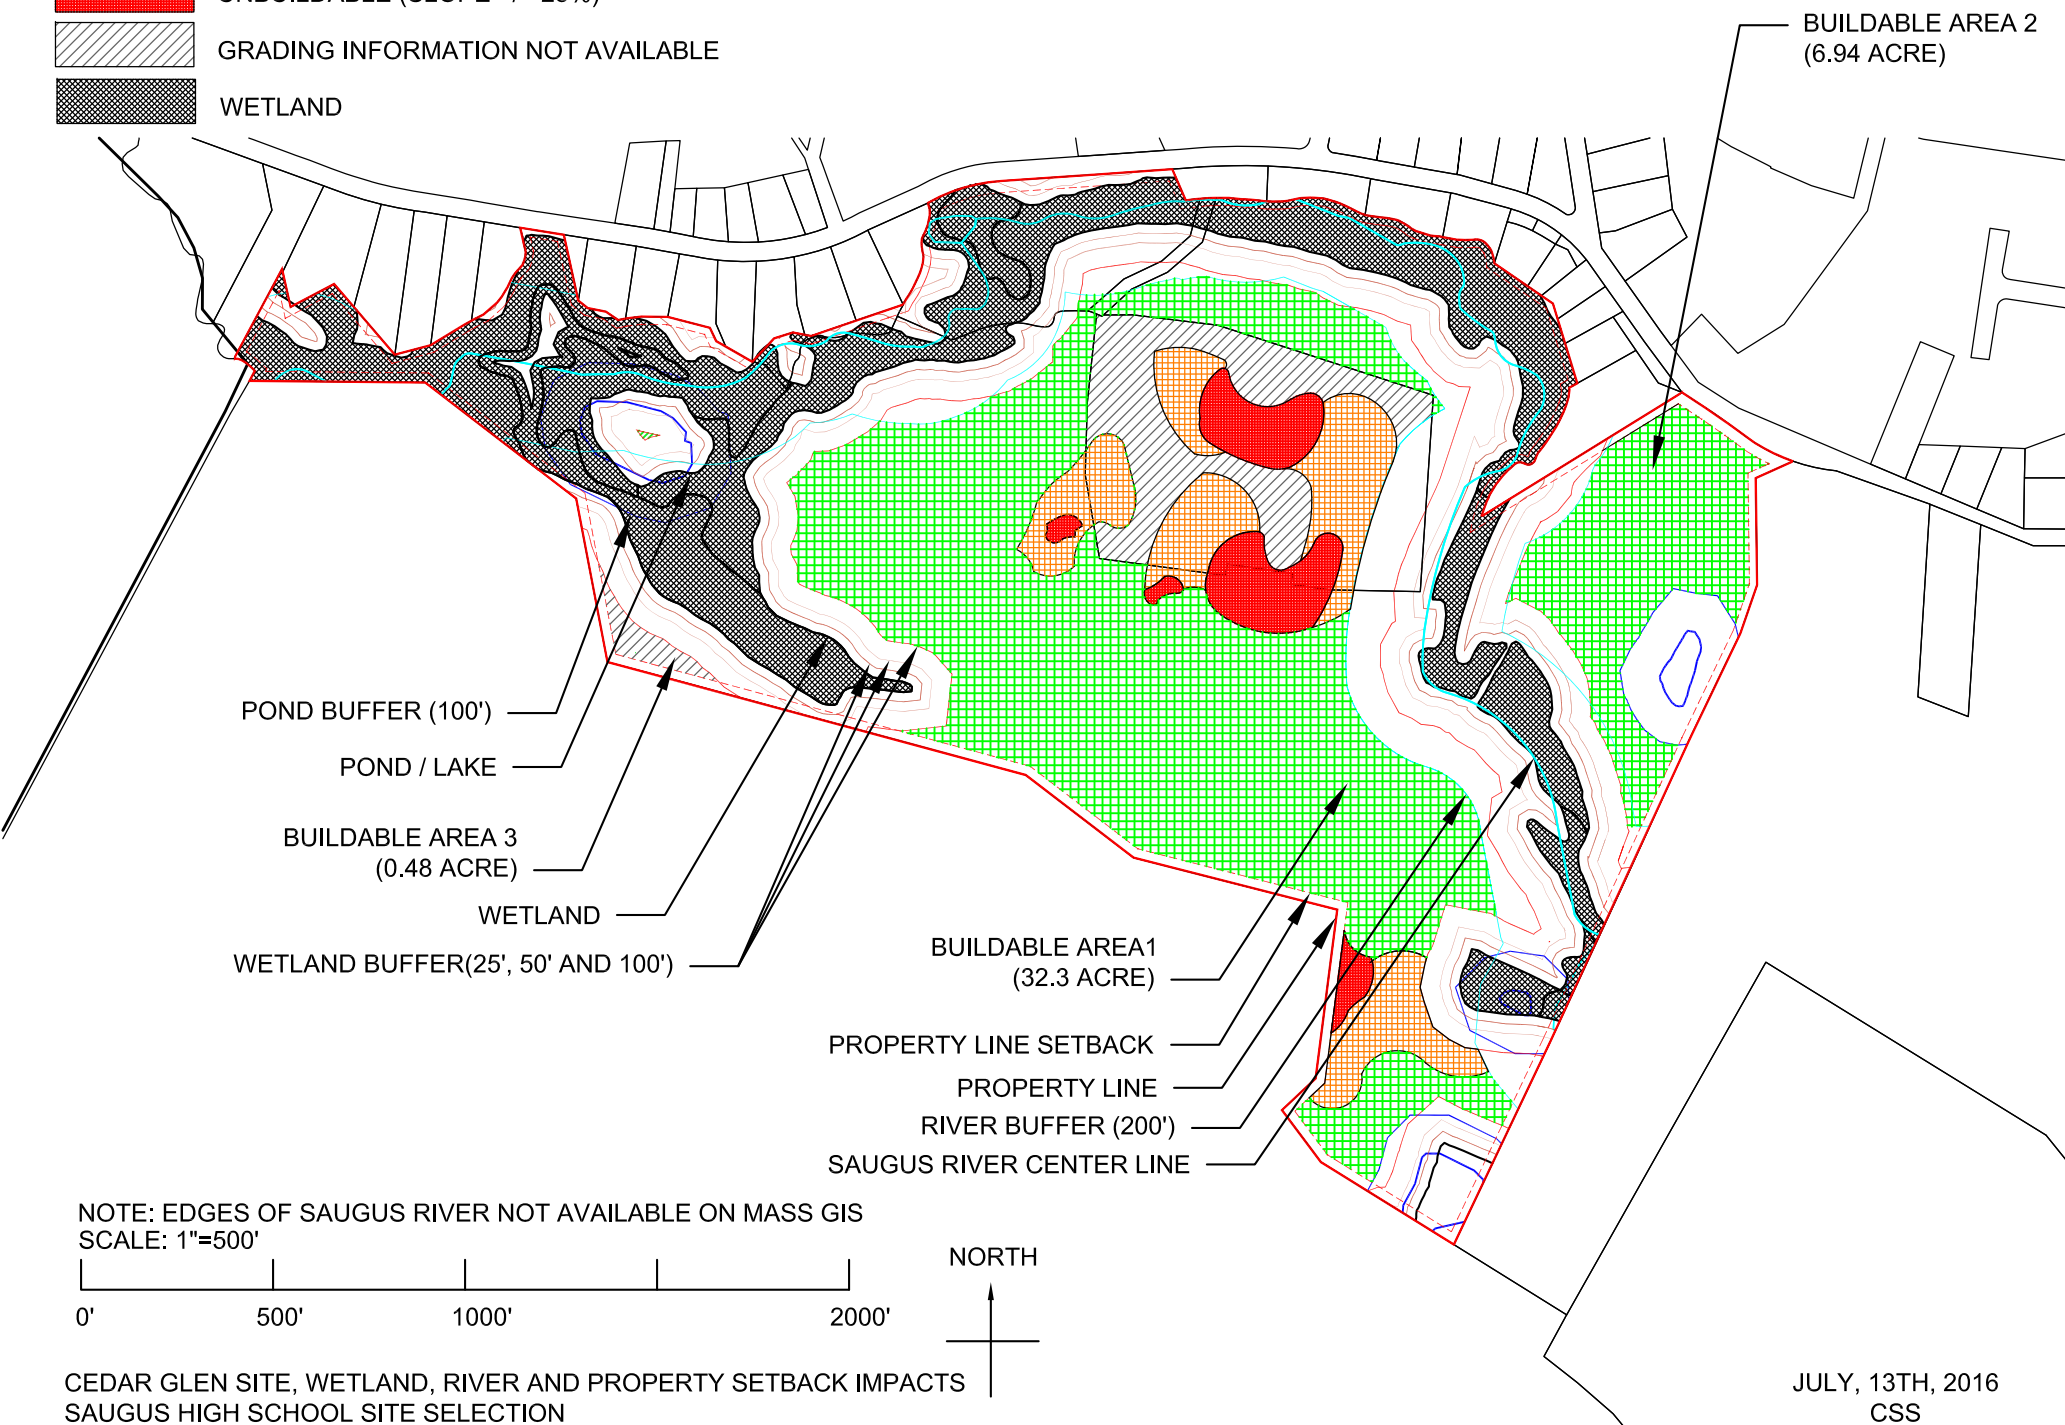 UNBUILDABLE (SLOPE
GRADING INFORMATION NOT AVAILABLE
WETLAND
BUILDABLE AREA 2
(6.94 ACRE)
POND BUFFER (100')
POND / LAKE
BUILDABLE AREA 3
(0.48 ACRE)
WETLAND
WETLAND BUFFER(25', 50' AND 100')
BUILDABLE AREA1
(32.3 ACRE)
PROPERTY LINE SETBACK
PROPERTY LINE
RIVER BUFFER (200')
SAUGUS RIVER CENTER LINE
NOTE: EDGES OF SAUGUS RIVER NOT AVAILABLE ON MASS GIS
SCALE: 1"=500'
0' 500' 1000' 2000'
NORTH
CEDAR GLEN SITE, WETLAND, RIVER AND PROPERTY SETBACK IMPACTS
SAUGUS HIGH SCHOOL SITE SELECTION
JULY, 13TH, 2016
CSS